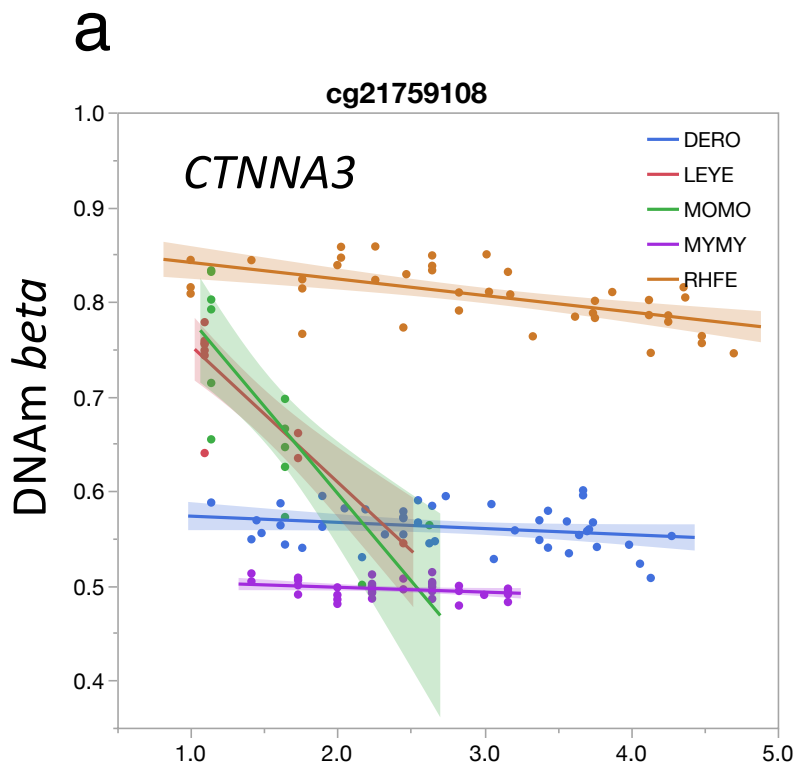 a
cg21759108
CTNNA3
DERO
LEYE
MOMO
MYMY
RHFE
DNAm beta
1.0
0.9
0.8
0.7
0.6
0.5
0.4
1.0 2.0 3.0 4.0 5.0